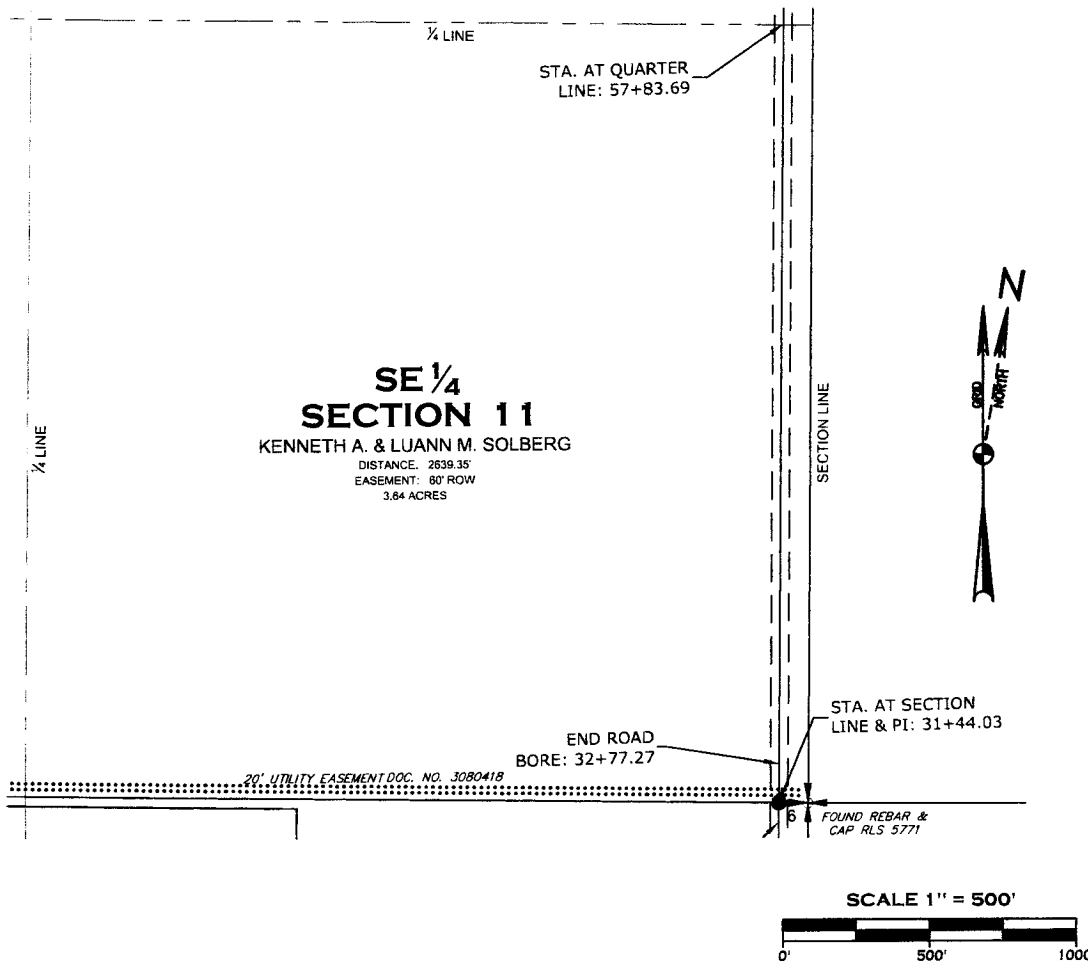 ¼ LINE
STA. AT QUARTER
LINE: 57+83.69
SE ¼
SECTION 11
KENNETH A. & LUANN M. SOLBERG
DISTANCE. 2639.35'
EASEMENT: 60' ROW
3.64 ACRES
¼ LINE
SECTION LINE
N
GRID
NORTH
STA. AT SECTION
LINE & PI: 31+44.03
END ROAD
BORE: 32+77.27
20' UTILITY EASEMENT DOC. NO. 3080418
6
FOUND REBAR &
CAP RLS 5771
SCALE 1" = 500'
0' 500' 1000